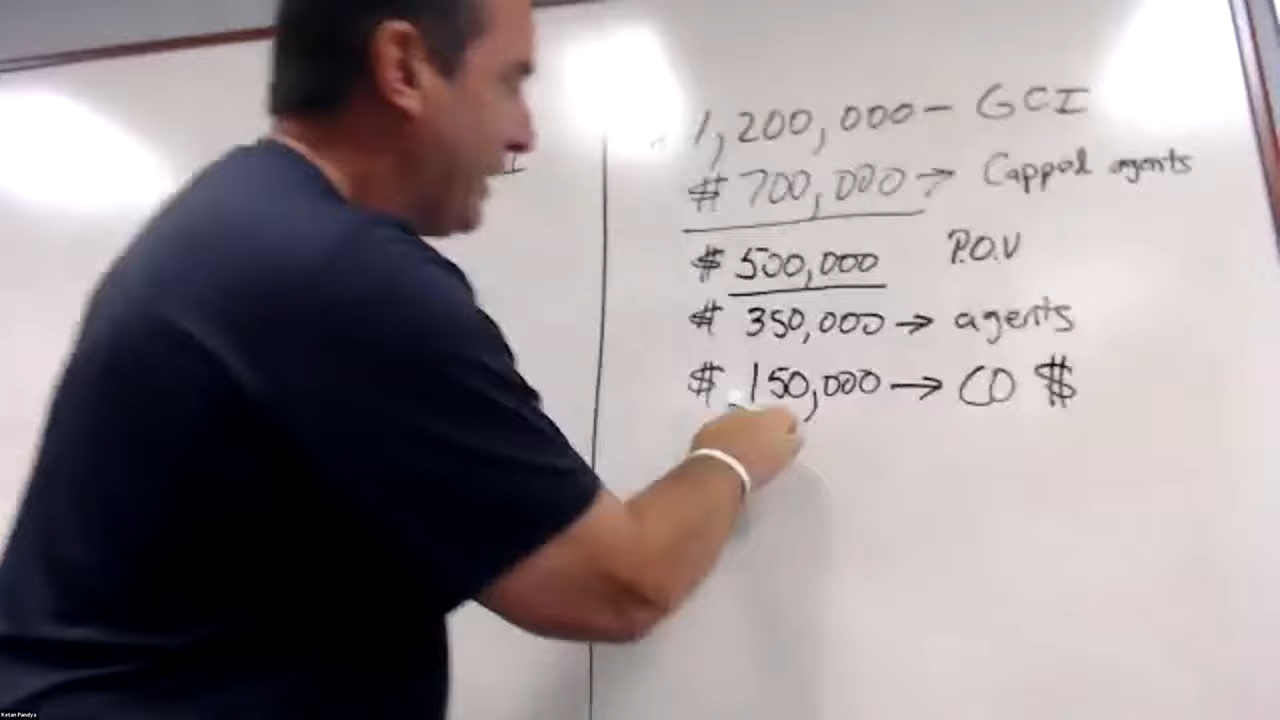 1,200,000 - GCI
$ 700,000 → Capped agents
$ 500,000 P.O.V
$ 350,000 → agents
$ 150,000 → CO $
Ketan Pandya